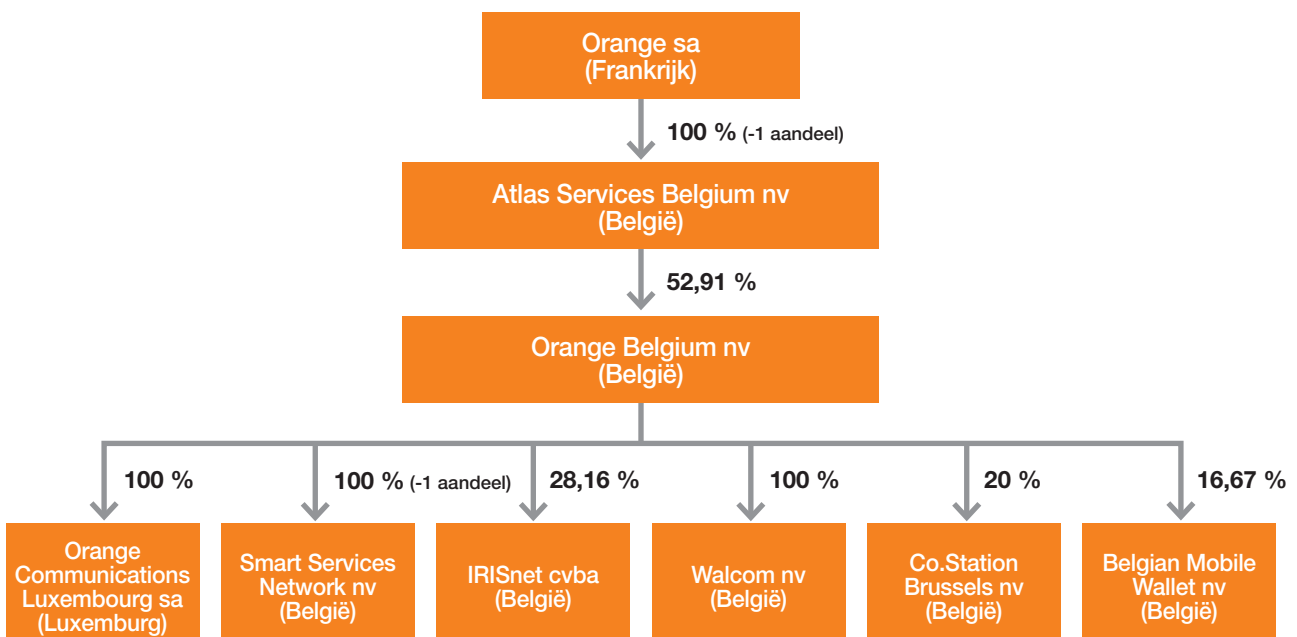 Orange sa
(Frankrijk)
100 % (-1 aandeel)
Atlas Services Belgium nv
(België)
52,91 %
Orange Belgium nv
(België)
100 %
100 % (-1 aandeel)
28,16 %
100 %
20 %
16,67 %
Orange
Communications
Luxembourg sa
(Luxemburg)
Smart Services
Network nv
(België)
IRISnet cvba
(België)
Walcom nv
(België)
Co.Station
Brussels nv
(België)
Belgian Mobile
Wallet nv
(België)